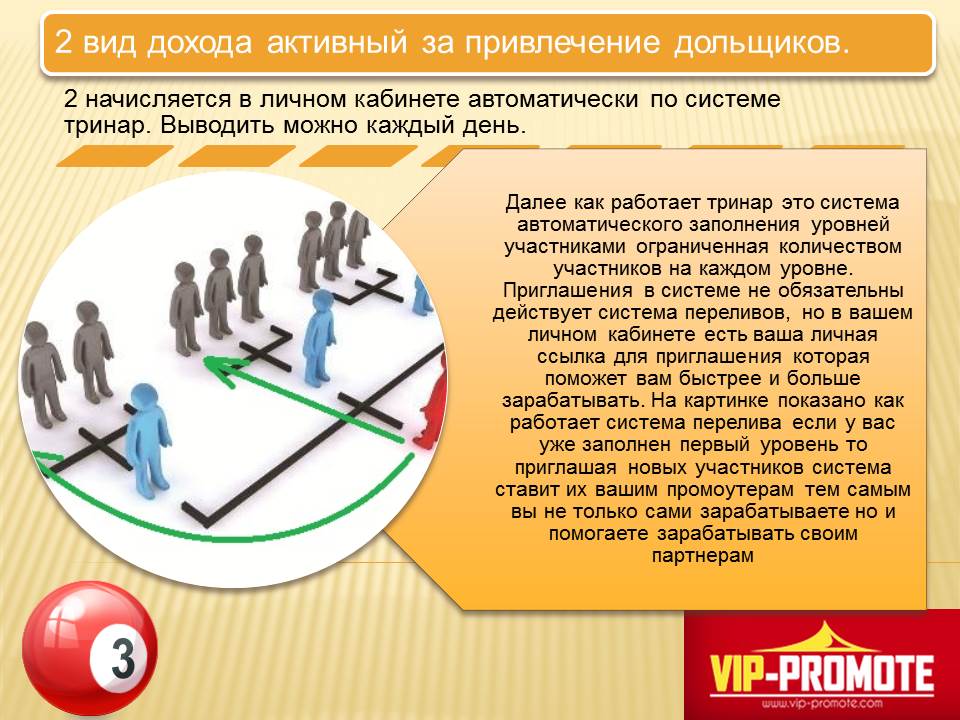 2 вид дохода активный за привлечение дольщиков.
2 начисляется в личном кабинете автоматически по системе
тринар. Выводить можно каждый день.
Далее как работает тринар это система
автоматического заполнения уровней
участниками ограниченная количеством
участников на каждом уровне.
Приглашения в системе не обязательны
действует система переливов, но в вашем
личном кабинете есть ваша личная
ссылка для приглашения которая
поможет вам быстрее и больше
зарабатывать. На картинке показано как
работает система перелива если у вас
уже заполнен первый уровень то
приглашая новых участников система
ставит их вашим промоутерам тем самым
вы не только сами зарабатываете но и
помогаете зарабатывать своим
партнерам
3
VIP-PROMOTE
www.vip-promote.com